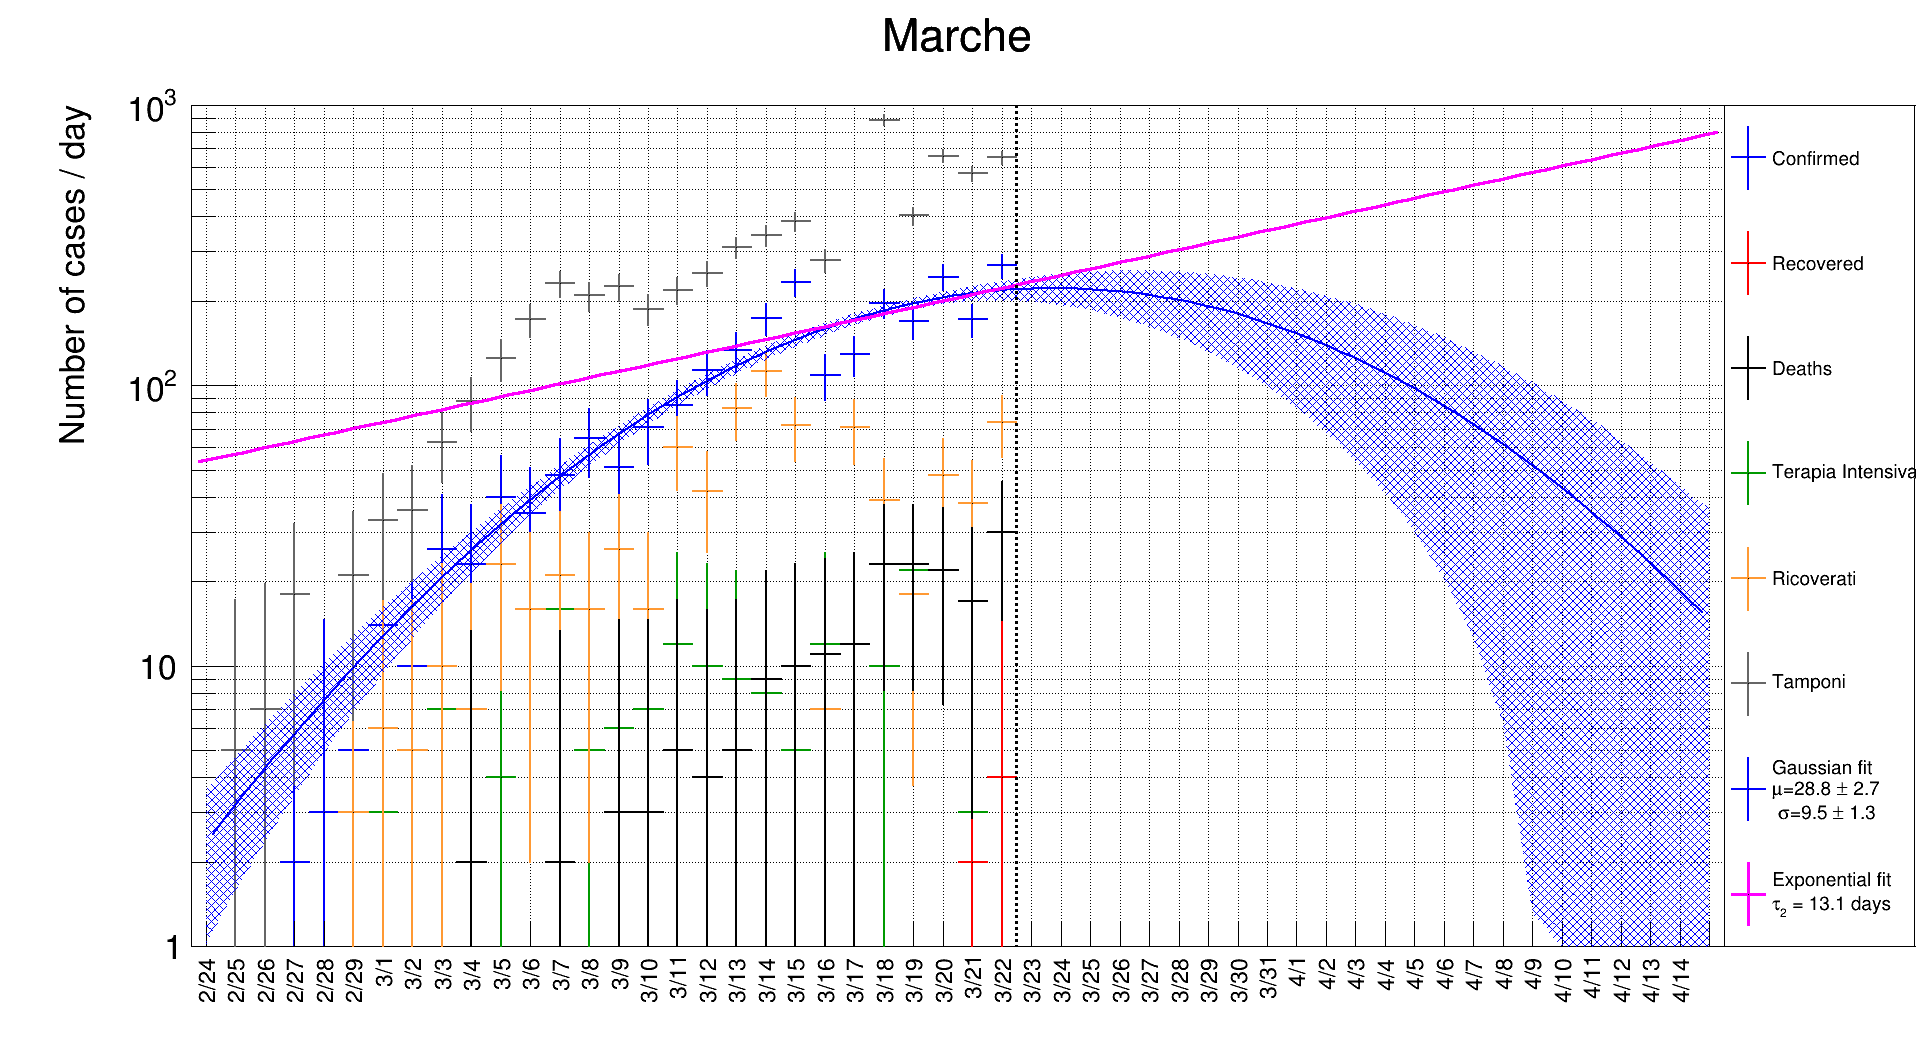 Marche
Number of cases / day
10³
10²
10
1
2/24 2/25 2/26 2/27 2/28 2/29 3/1 3/2 3/3 3/4 3/5 3/6 3/7 3/8 3/9 3/10 3/11 3/12 3/13 3/14 3/15 3/16 3/17 3/18 3/19 3/20 3/21 3/22 3/23 3/24 3/25 3/26 3/27 3/28 3/29 3/30 3/31 4/1 4/2 4/3 4/4 4/5 4/6 4/7 4/8 4/9 4/10 4/11 4/12 4/13 4/14
Confirmed
Recovered
Deaths
Terapia Intensiva
Ricoverati
Tamponi
Gaussian fit
μ=28.8 ± 2.7
σ=9.5 ± 1.3
Exponential fit
τ₂ = 13.1 days